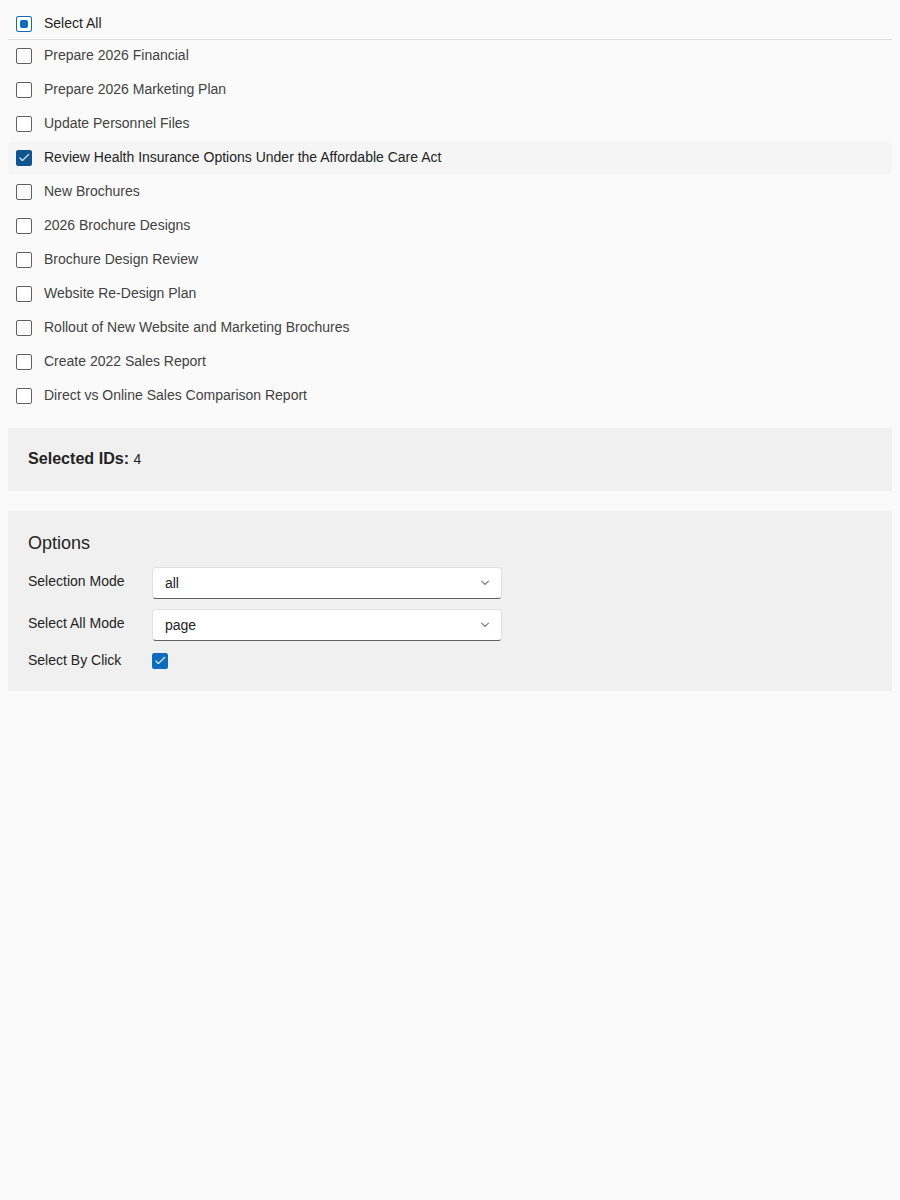 Select All
Prepare 2026 Financial
Prepare 2026 Marketing Plan
Update Personnel Files
Review Health Insurance Options Under the Affordable Care Act
New Brochures
2026 Brochure Designs
Brochure Design Review
Website Re-Design Plan
Rollout of New Website and Marketing Brochures
Create 2022 Sales Report
Direct vs Online Sales Comparison Report
Selected IDs: 4
Options
Selection Mode all
Select All Mode page
Select By Click